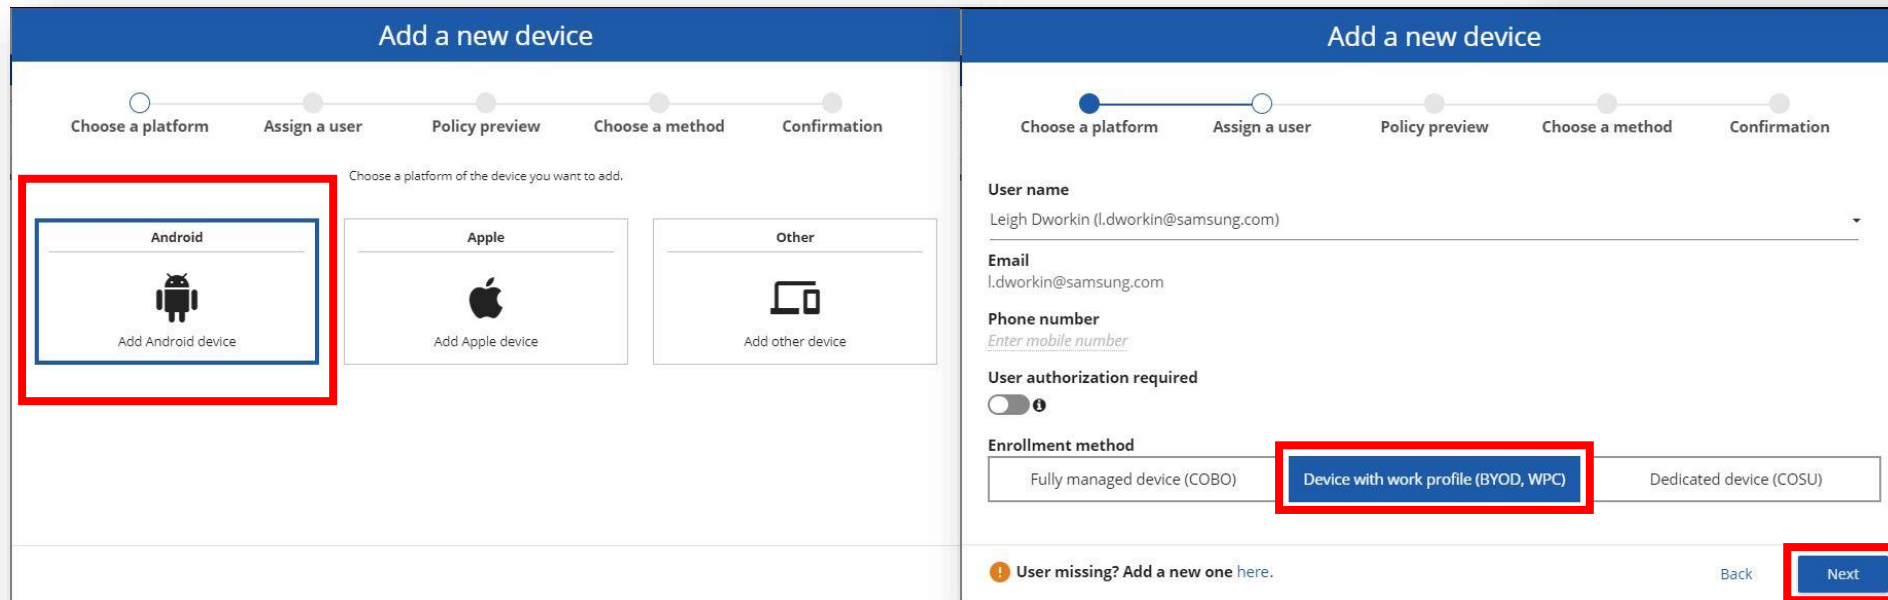 Add a new device
Choose a platform
Assign a user
Policy preview
Choose a method
Confirmation
Choose a platform of the device you want to add.
Android
Add Android device
Apple
Add Apple device
Other
Add other device
Add a new device
Choose a platform
Assign a user
Policy preview
Choose a method
Confirmation
User name
Leigh Dworkin (l.dworkin@samsung.com)
Email
l.dworkin@samsung.com
Phone number
Enter mobile number
User authorization required
Enrollment method
Fully managed device (COBO)
Device with work profile (BYOD, WPC)
Dedicated device (COSU)
User missing? Add a new one here.
Back
Next